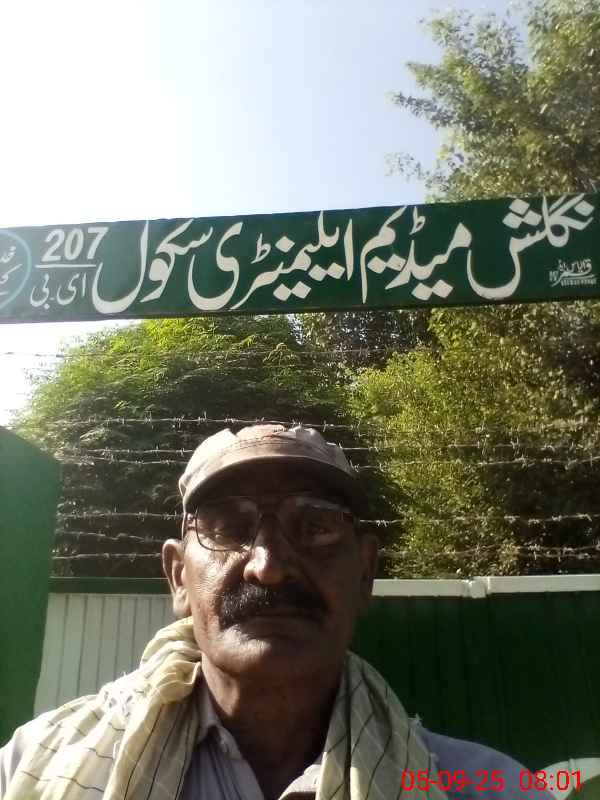 نگلش میڈیم ایلیمنٹری سکول 207
ای بی
05-09-25 08:01